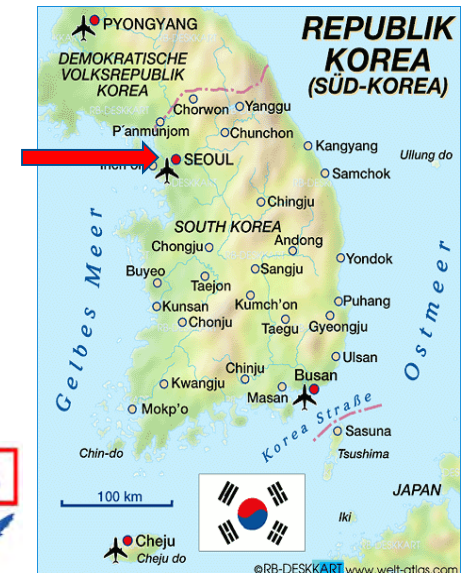 PYONGYANG
REPUBLIK
KOREA
(SÜD-KOREA)
DEMOKRATISCHE
VOLKSREPUBLIK
KOREA
Chorwon
Yanggu
P´anmunjom
Chunchon
Kangyang
Ullung do
SEOUL
Samchok
Chingju
SOUTH KOREA
Gelbes Meer
Chongju
Andong
Yondok
Ostmeer
Buyeo
Taejon
Sangju
Kunsan
Kumch'on
Puhang
Chonju
Taegu
Gyeongju
Ulsan
Chinju
Busan
Kwangju
Masan
Mokp'o
Korea Straße
Sasuna
Tsushima
Chin-do
100 km
JAPAN
Iki
Cheju
Cheju do
©RB-DESKKART www.welt-atlas.com